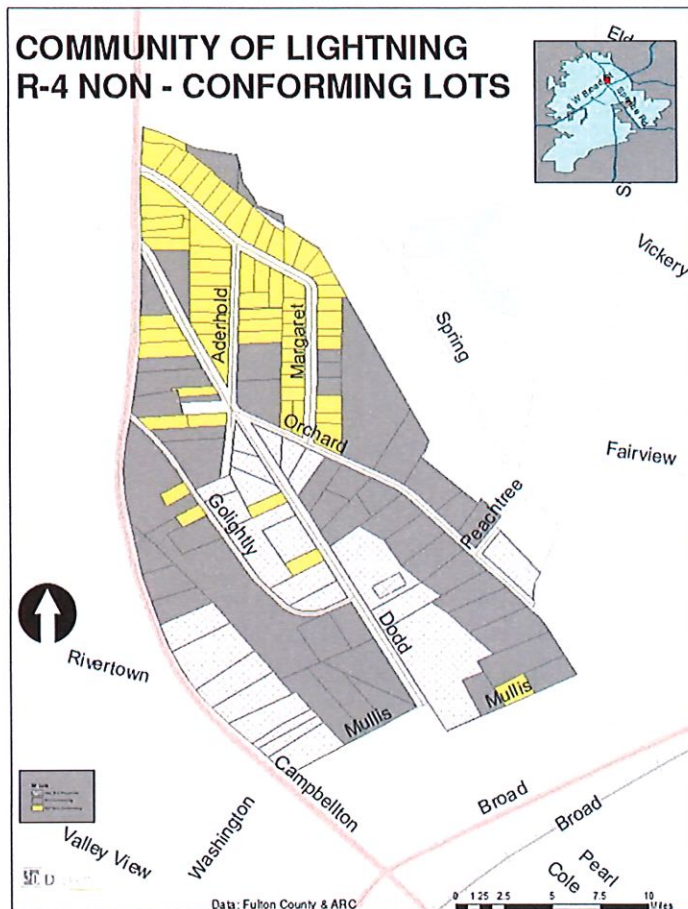 COMMUNITY OF LIGHTNING
R-4 NON - CONFORMING LOTS
Eld
S
Vickery
Spring
Aderhold
Margaret
Orchard
Fairview
Peachtree
Golightly
Dodd
Rivertown
Mullis
Mullis
Campbellton
Broad
Broad
Washington
Valley View
Pearl
Cole
Data: Fulton County & ARC
0 1.25 2.5 5 7.5 10
Miles